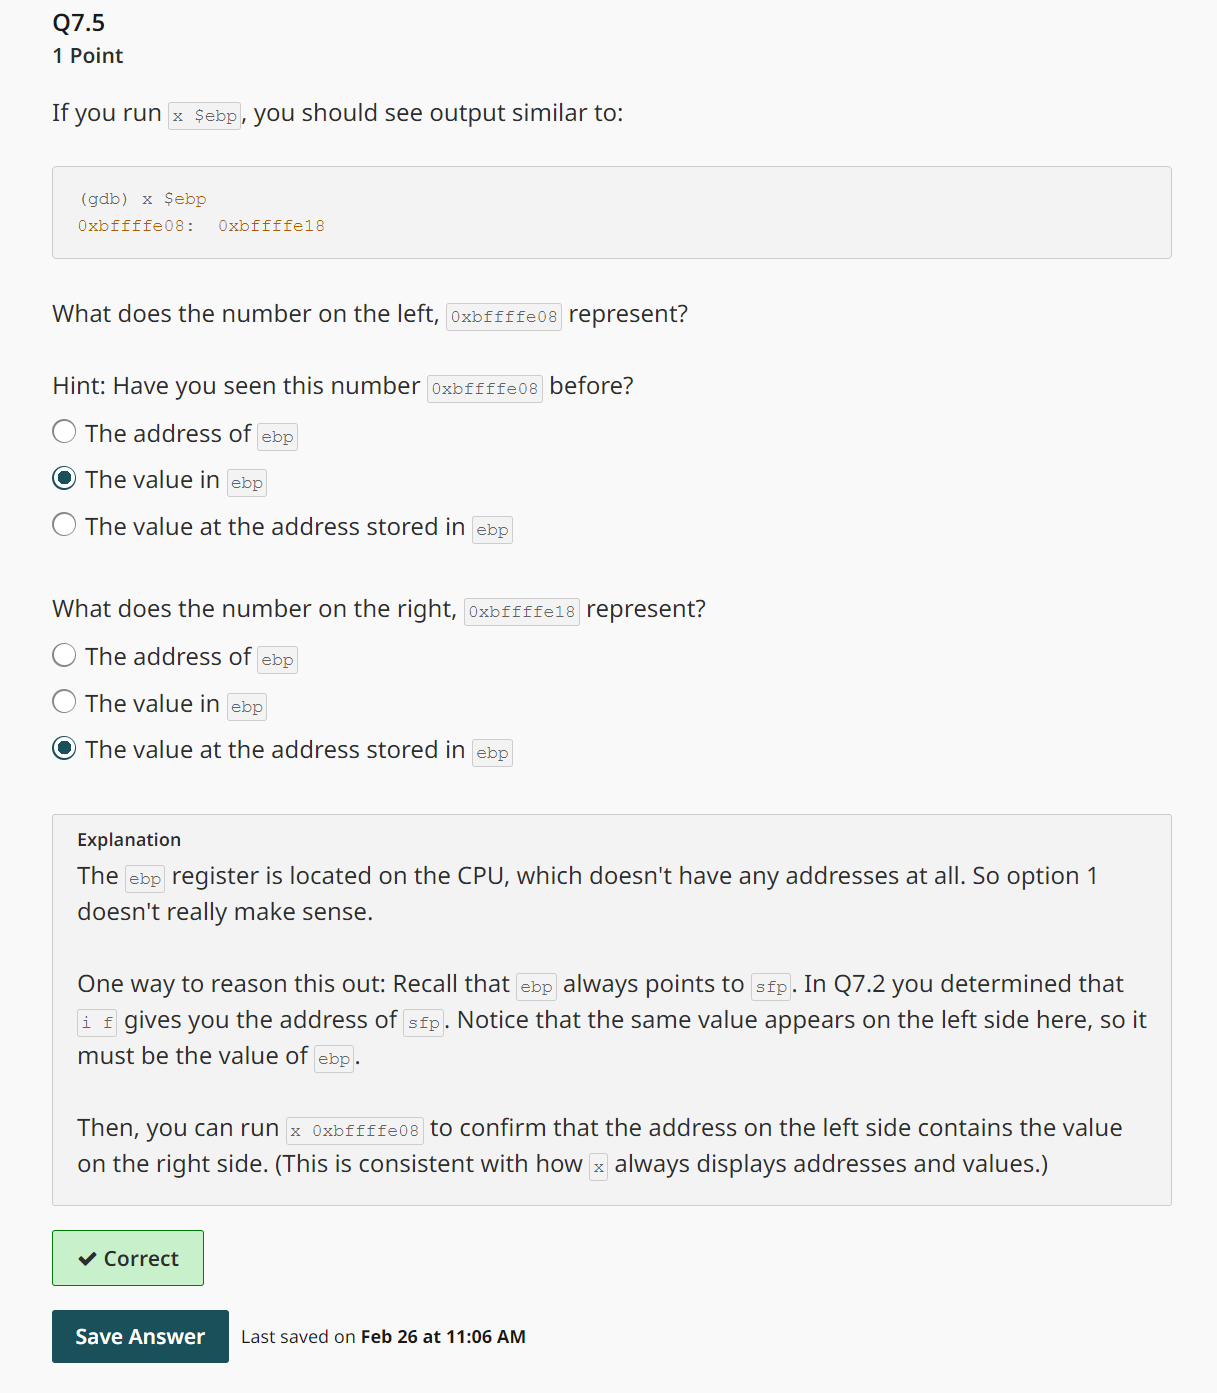 Q7.5
1 Point
If you run x $ebp, you should see output similar to:
(gdb) x $ebp
0xbffffe08:  0xbffffe18
What does the number on the left, 0xbffffe08 represent?
Hint: Have you seen this number 0xbffffe08 before?
The address of ebp
The value in ebp
The value at the address stored in ebp
What does the number on the right, 0xbffffe18 represent?
The address of ebp
The value in ebp
The value at the address stored in ebp
Explanation
The ebp register is located on the CPU, which doesn't have any addresses at all. So option 1
doesn't really make sense.
One way to reason this out: Recall that ebp always points to sfp. In Q7.2 you determined that
i f gives you the address of sfp. Notice that the same value appears on the left side here, so it
must be the value of ebp.
Then, you can run x 0xbffffe08 to confirm that the address on the left side contains the value
on the right side. (This is consistent with how x always displays addresses and values.)
✔ Correct
Save Answer Last saved on Feb 26 at 11:06 AM